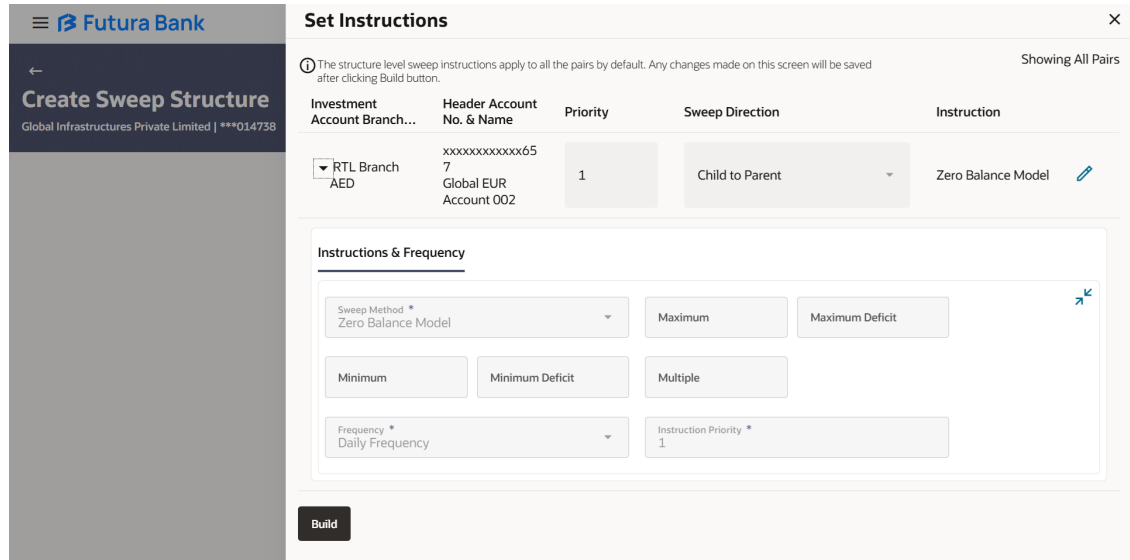 Futura Bank
Create Sweep Structure
Global Infrastructures Private Limited | ***014738
Set Instructions
The structure level sweep instructions apply to all the pairs by default. Any changes made on this screen will be saved
after clicking Build button.
Showing All Pairs
Investment
Account Branch...
Header Account
No. & Name
Priority
Sweep Direction
Instruction
RTL Branch
AED
xxxxxxxxxxxx65
7
Global EUR
Account 002
1
Child to Parent
Zero Balance Model
Instructions & Frequency
Sweep Method *
Zero Balance Model
Maximum
Maximum Deficit
Minimum
Minimum Deficit
Multiple
Frequency *
Daily Frequency
Instruction Priority *
1
Build